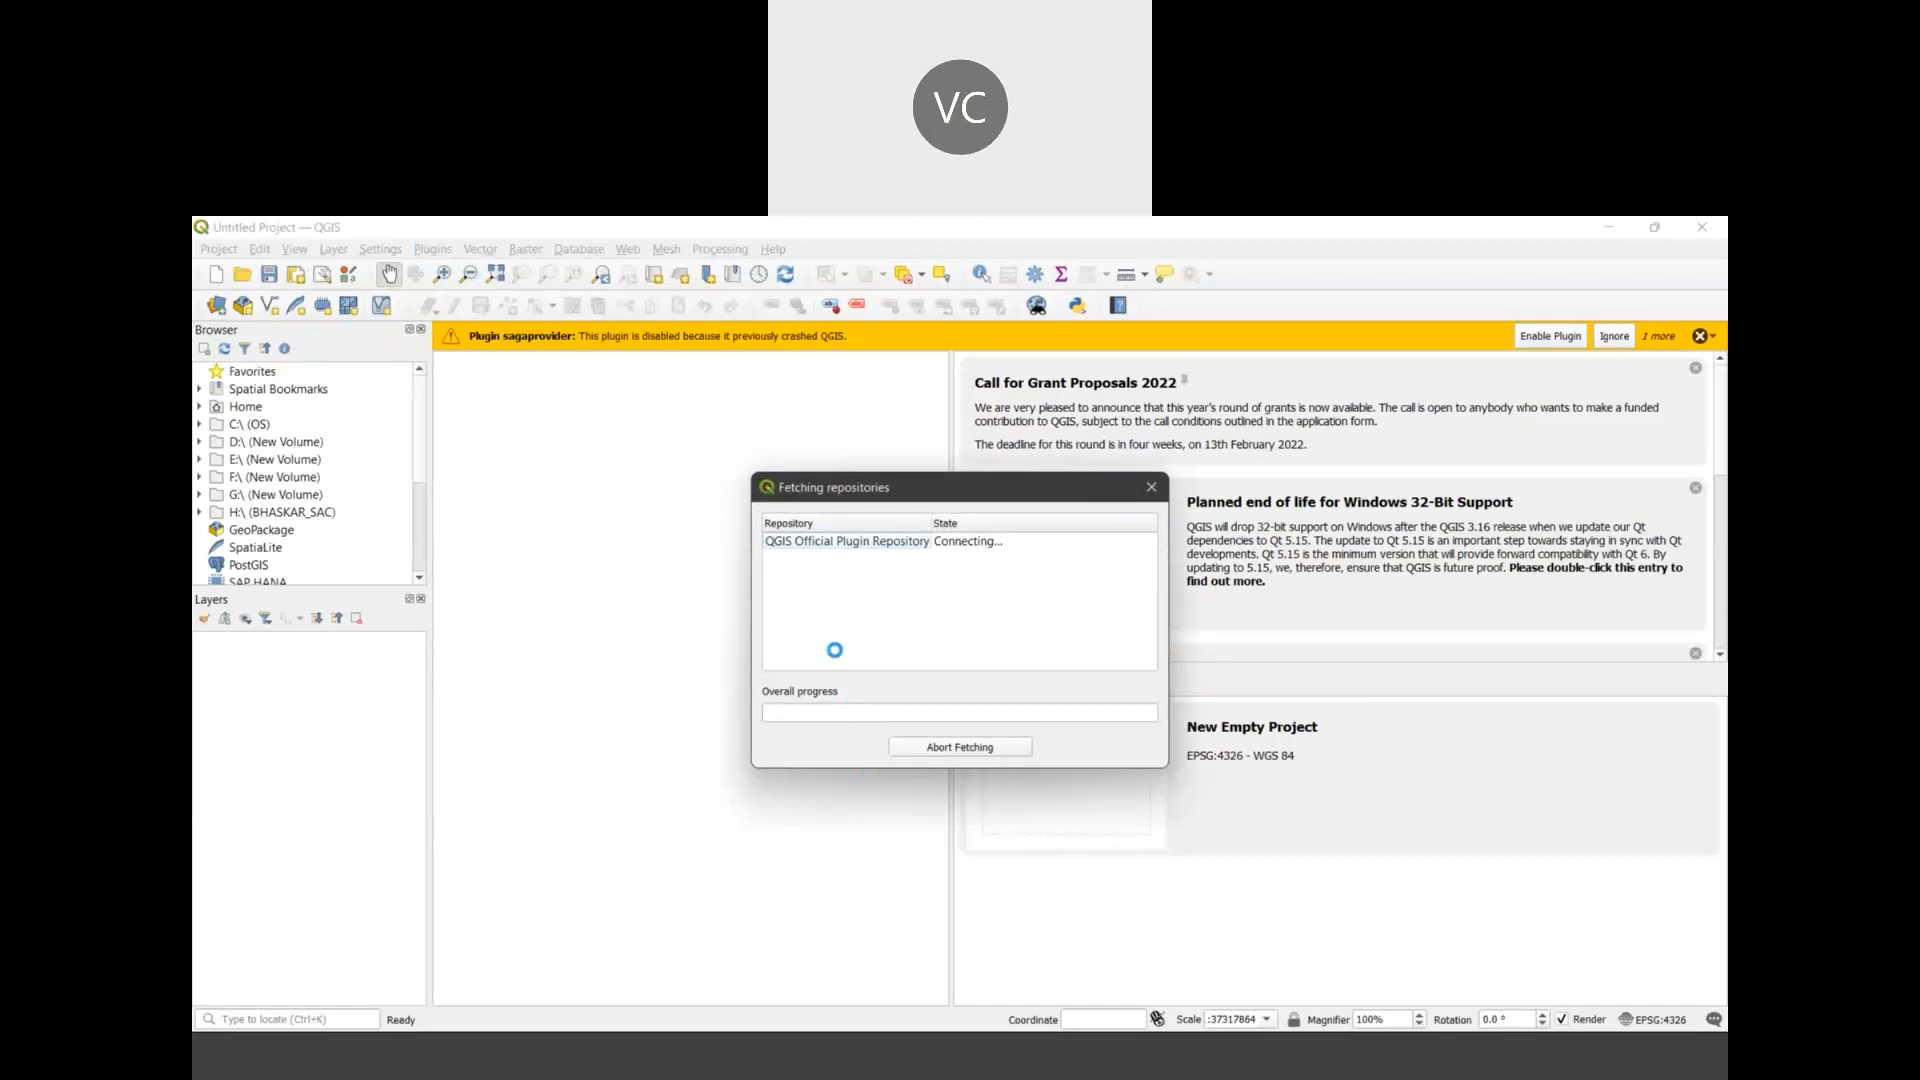 VC
Untitled Project — QGIS
Project Edit View Layer Settings Plugins Vector Raster Database Web Mesh Processing Help
Browser
Plugin sagaprovider: This plugin is disabled because it previously crashed QGIS.
Enable Plugin
Ignore
1 more
Favorites
Spatial Bookmarks
Home
C:\ (OS)
D:\ (New Volume)
E:\ (New Volume)
F:\ (New Volume)
G:\ (New Volume)
H:\ (BHASKAR_SAC)
GeoPackage
SpatiaLite
PostGIS
SAP HANA
Layers
Call for Grant Proposals 2022
We are very pleased to announce that this year's round of grants is now available. The call is open to anybody who wants to make a funded
contribution to QGIS, subject to the call conditions outlined in the application form.
The deadline for this round is in four weeks, on 13th February 2022.
Planned end of life for Windows 32-Bit Support
QGIS will drop 32-bit support on Windows after the QGIS 3.16 release when we update our Qt
dependencies to Qt 5.15. The update to Qt 5.15 is an important step towards staying in sync with Qt
developments. Qt 5.15 is the minimum version that will provide forward compatibility with Qt 6. By
updating to 5.15, we, therefore, ensure that QGIS is future proof. Please double-click this entry to
find out more.
Fetching repositories
Repository State
QGIS Official Plugin Repository Connecting...
Overall progress
Abort Fetching
New Empty Project
EPSG:4326 - WGS 84
Type to locate (Ctrl+K)
Ready
Coordinate
Scale :37317864
Magnifier 100%
Rotation 0.0 °
Render
EPSG:4326